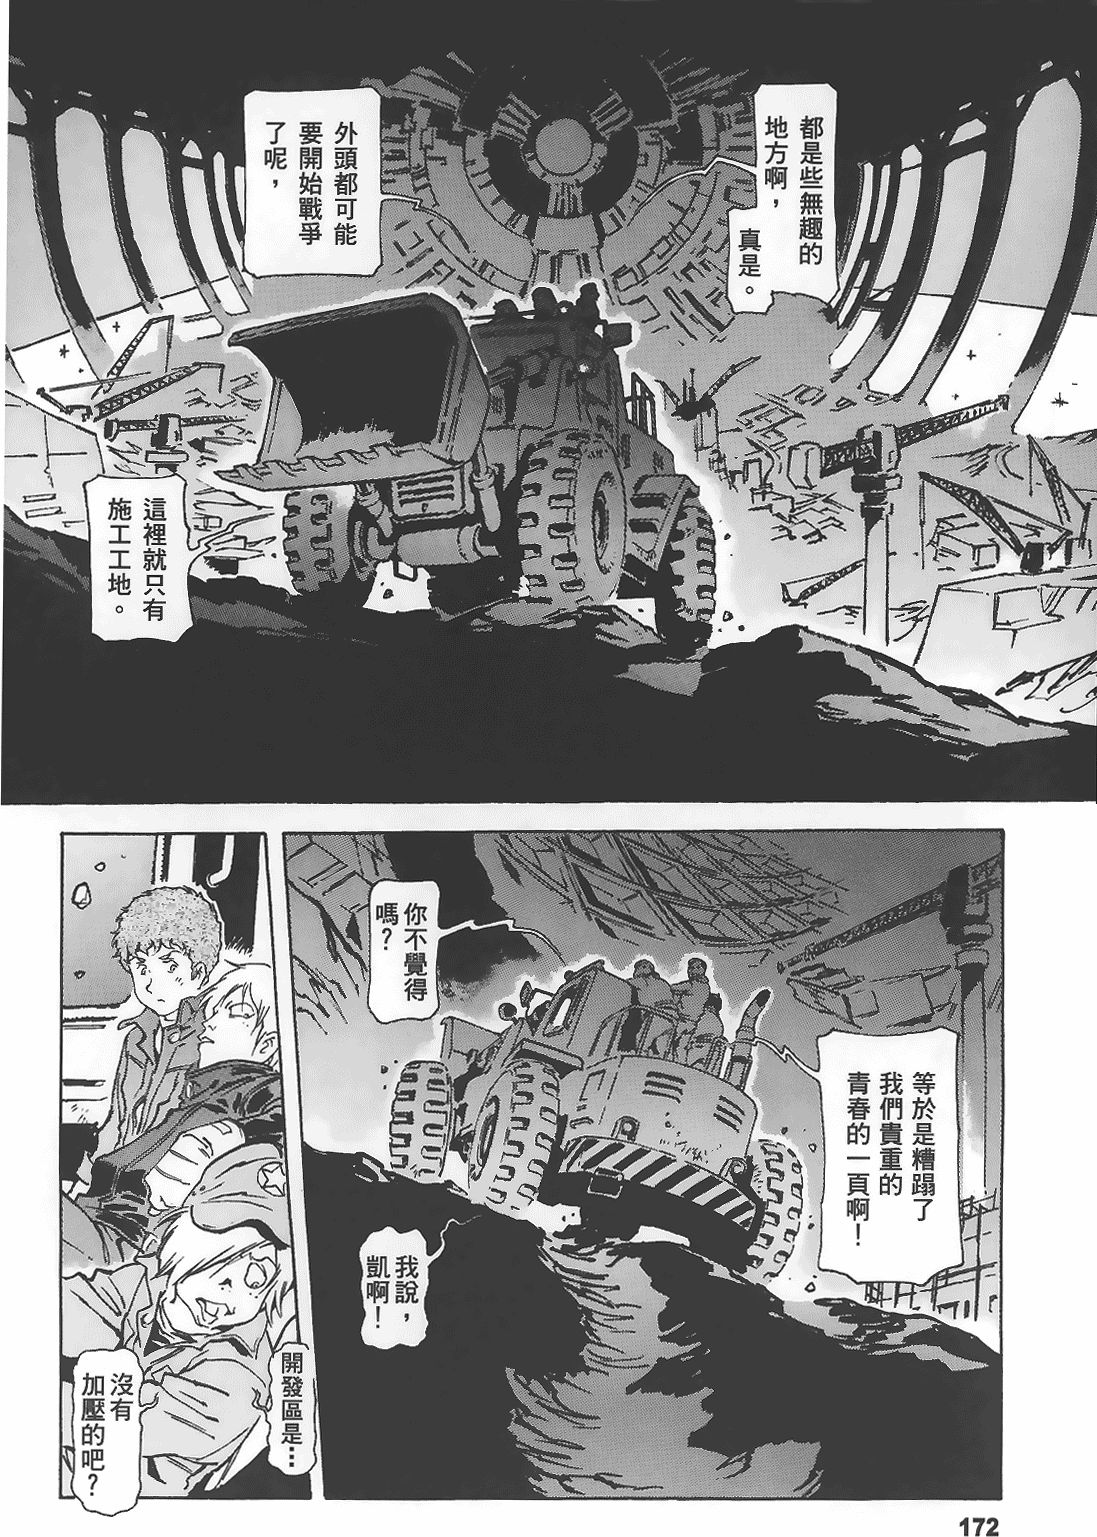 都是些無趣的
地方啊，
真是。
外頭都可能
要開始戰爭
了呢，
這裡就只有
施工工地。
等於是糟蹋了
我們貴重的
青春的一頁啊！
你不覺得
嗎？
我說，
凱啊！
開發區是⋯
沒有
加壓的吧？
172